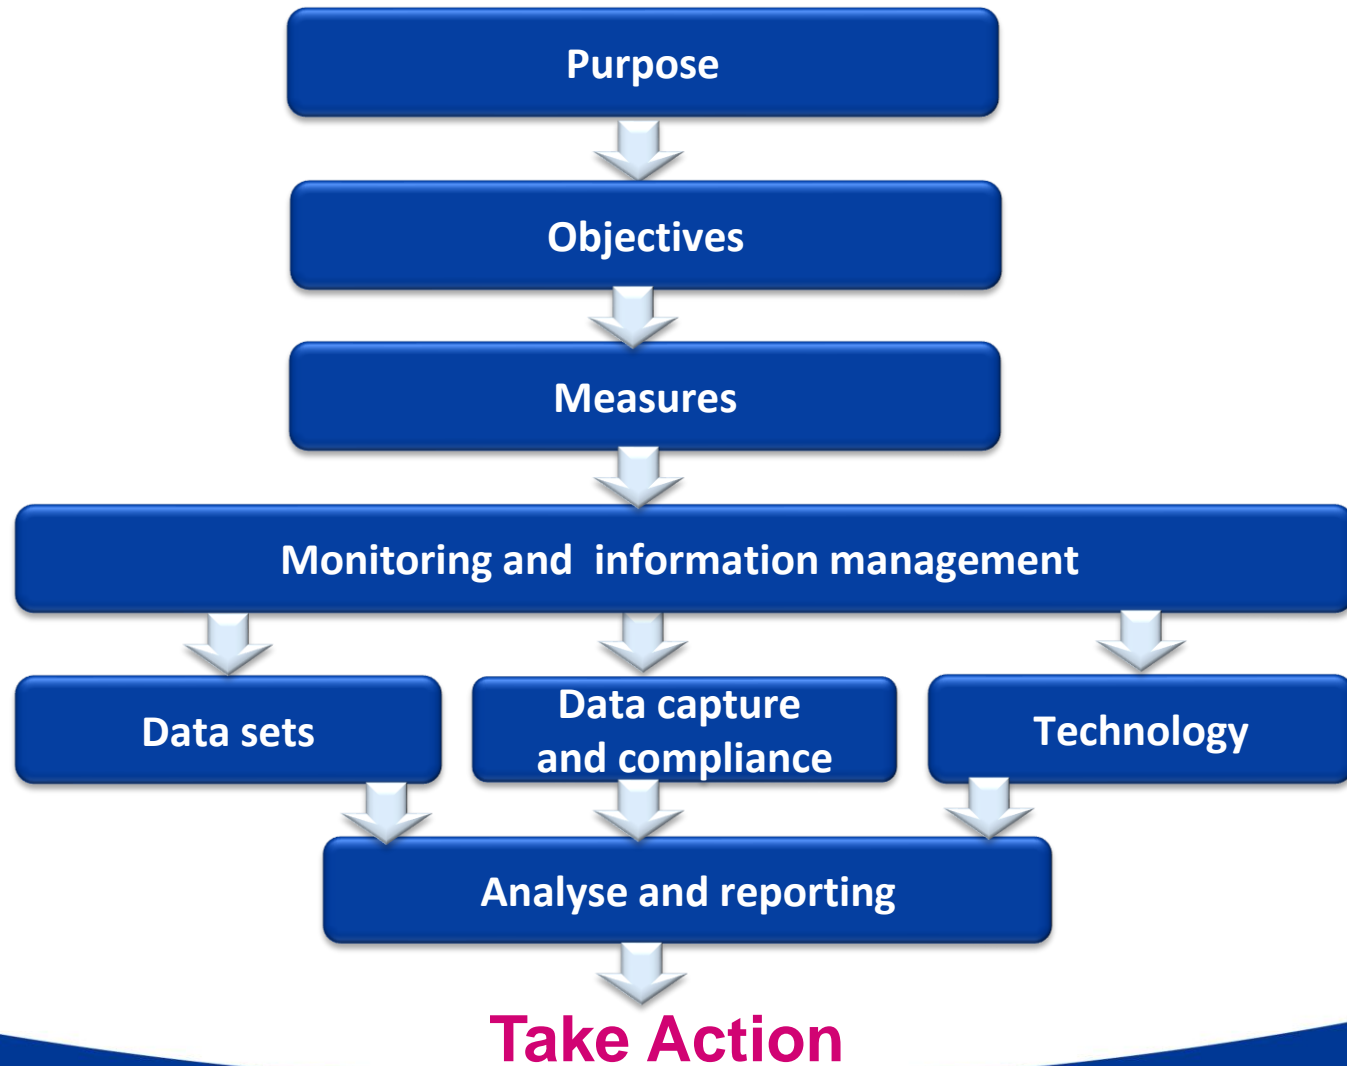 Purpose
Objectives
Measures
Monitoring and  information management
Data sets
Data capture
and compliance
Technology
Analyse and reporting
Take Action